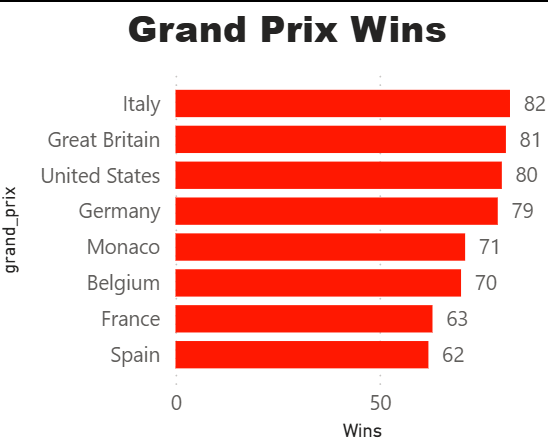 Grand Prix Wins
grand_prix
Italy 82
Great Britain 81
United States 80
Germany 79
Monaco 71
Belgium 70
France 63
Spain 62
0 50
Wins